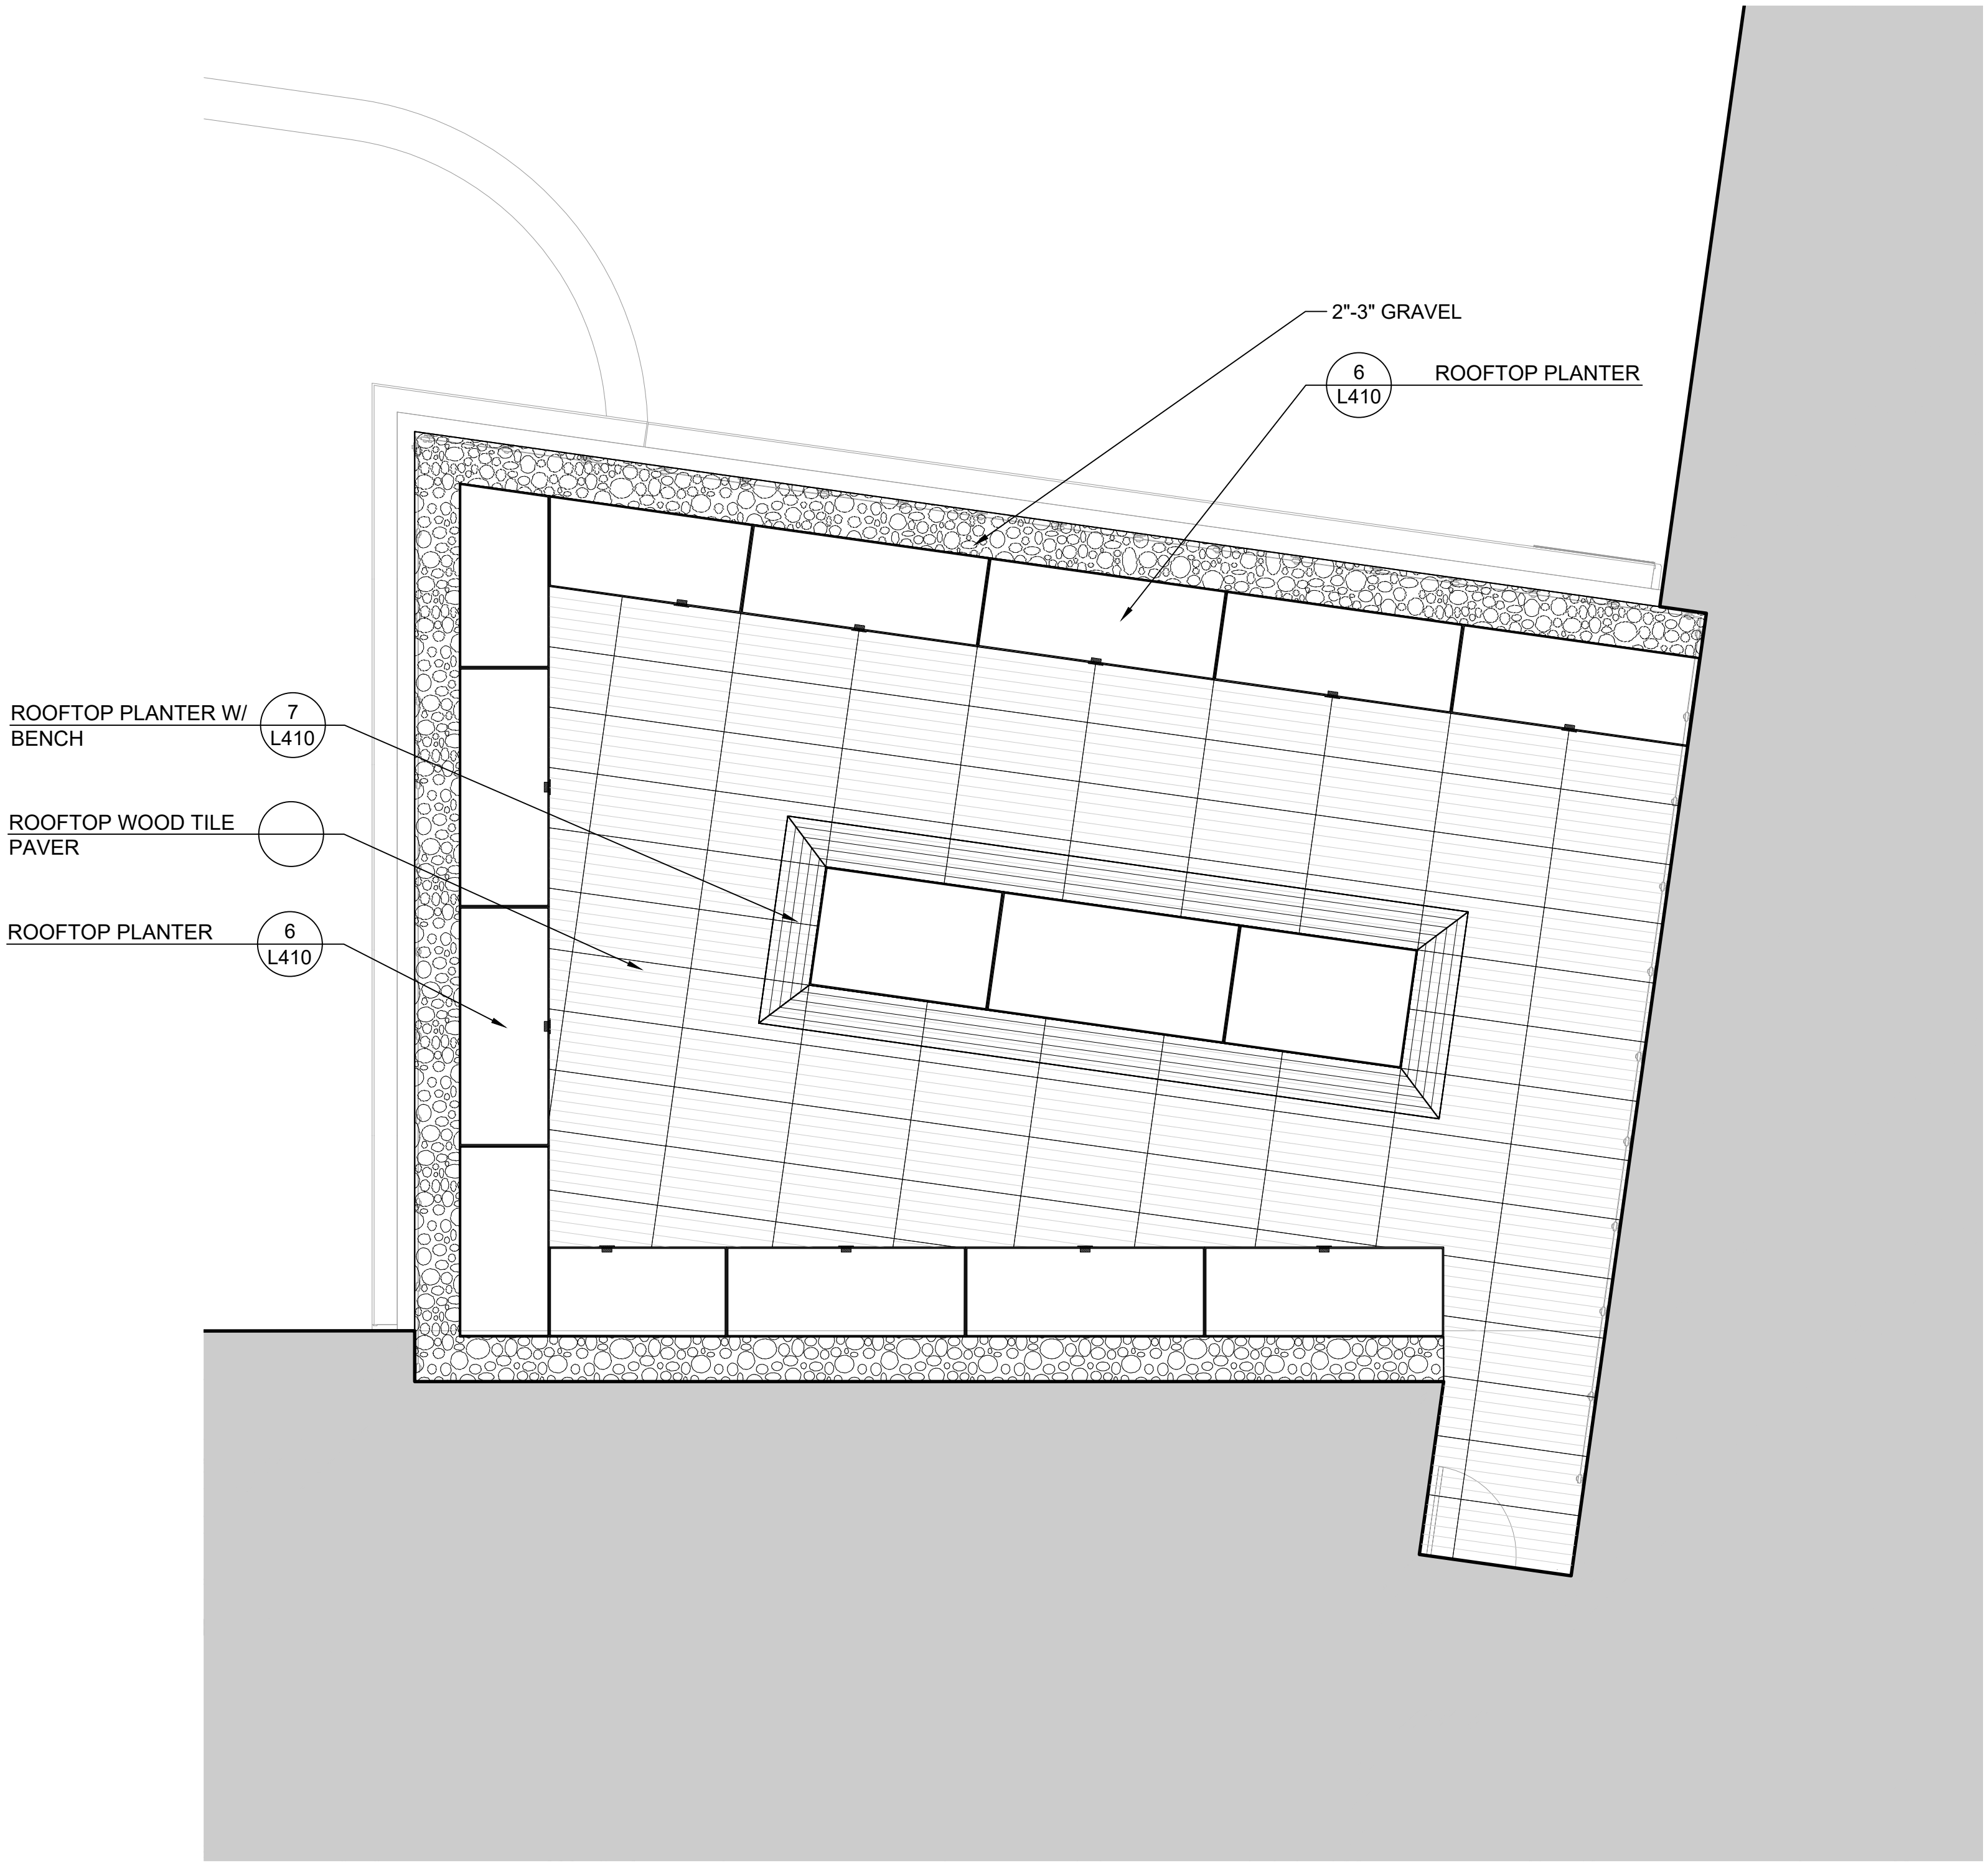 2"-3" GRAVEL
6
L410
ROOFTOP PLANTER
ROOFTOP PLANTER W/
BENCH
7
L410
ROOFTOP WOOD TILE
PAVER
ROOFTOP PLANTER
6
L410